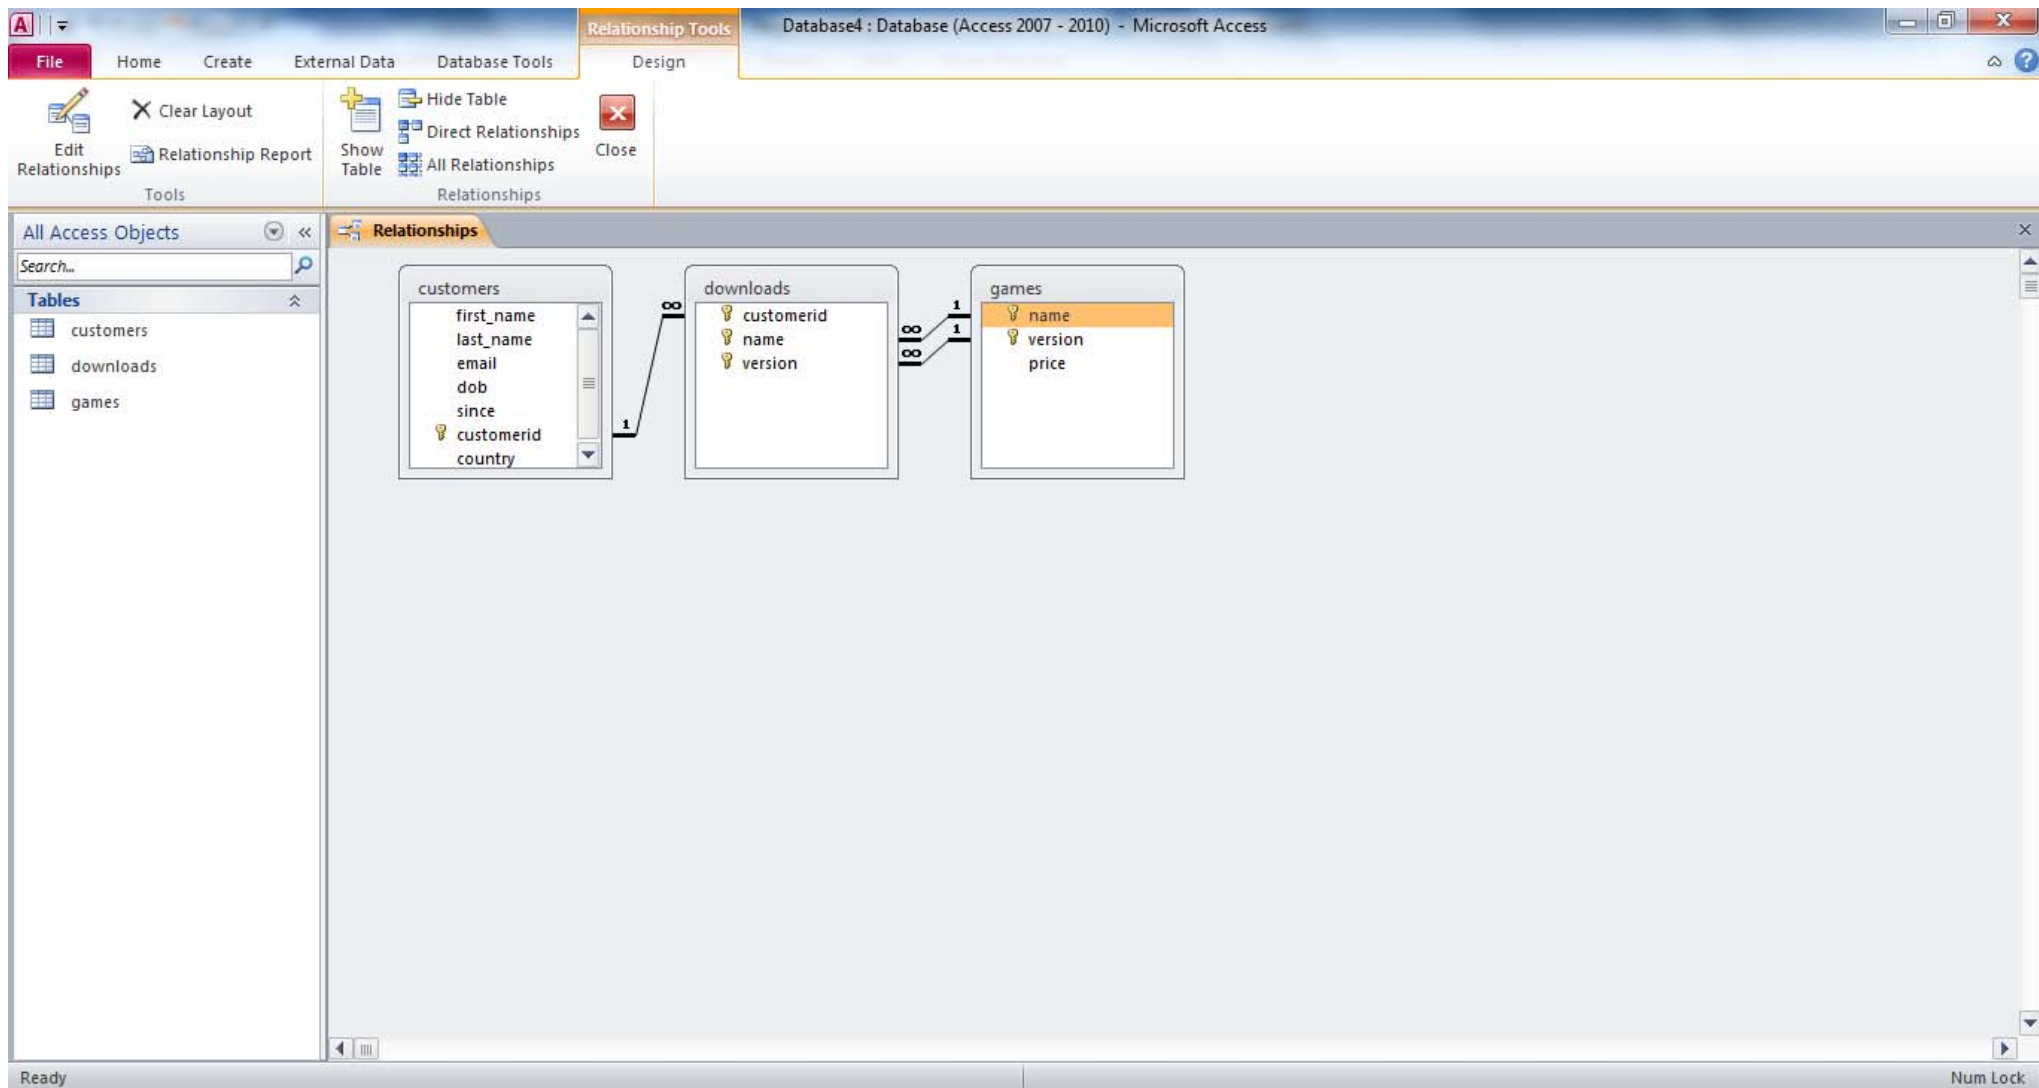 A
Relationship Tools
Database4 : Database (Access 2007 - 2010) - Microsoft Access
File Home Create External Data Database Tools Design
Edit
Relationships
Clear Layout
Relationship Report
Tools
Show
Table
Hide Table
Direct Relationships
All Relationships
Close
Relationships
All Access Objects
Search...
Tables
customers
downloads
games
Relationships
customers
first_name
last_name
email
dob
since
customerid
country
1
∞
downloads
customerid
name
version
∞
∞
1
1
games
name
version
price
Ready
Num Lock